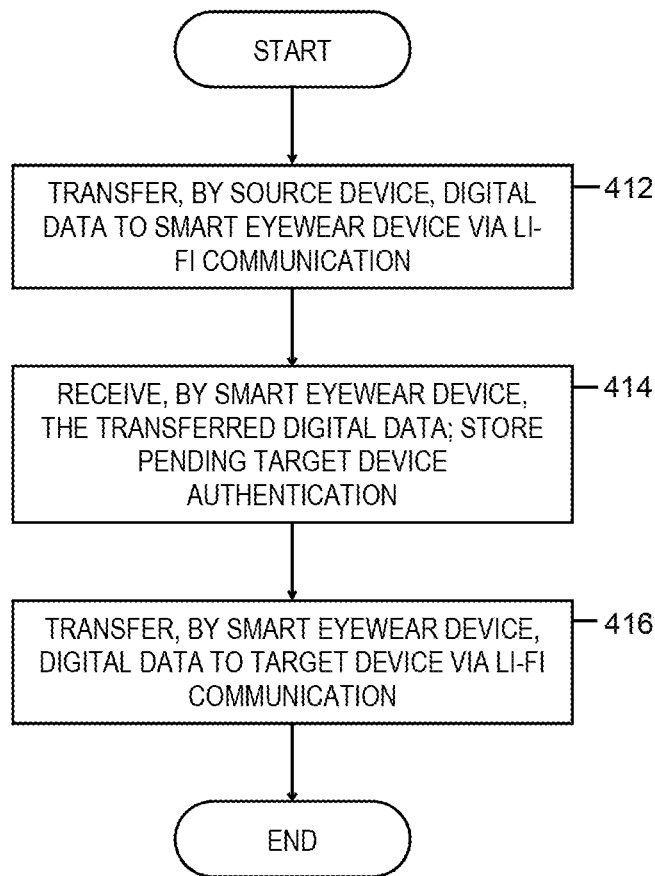 START
TRANSFER, BY SOURCE DEVICE, DIGITAL
DATA TO SMART EYEWEAR DEVICE VIA LI-
FI COMMUNICATION
412
RECEIVE, BY SMART EYEWEAR DEVICE,
THE TRANSFERRED DIGITAL DATA; STORE
PENDING TARGET DEVICE
AUTHENTICATION
414
TRANSFER, BY SMART EYEWEAR DEVICE,
DIGITAL DATA TO TARGET DEVICE VIA LI-FI
COMMUNICATION
416
END